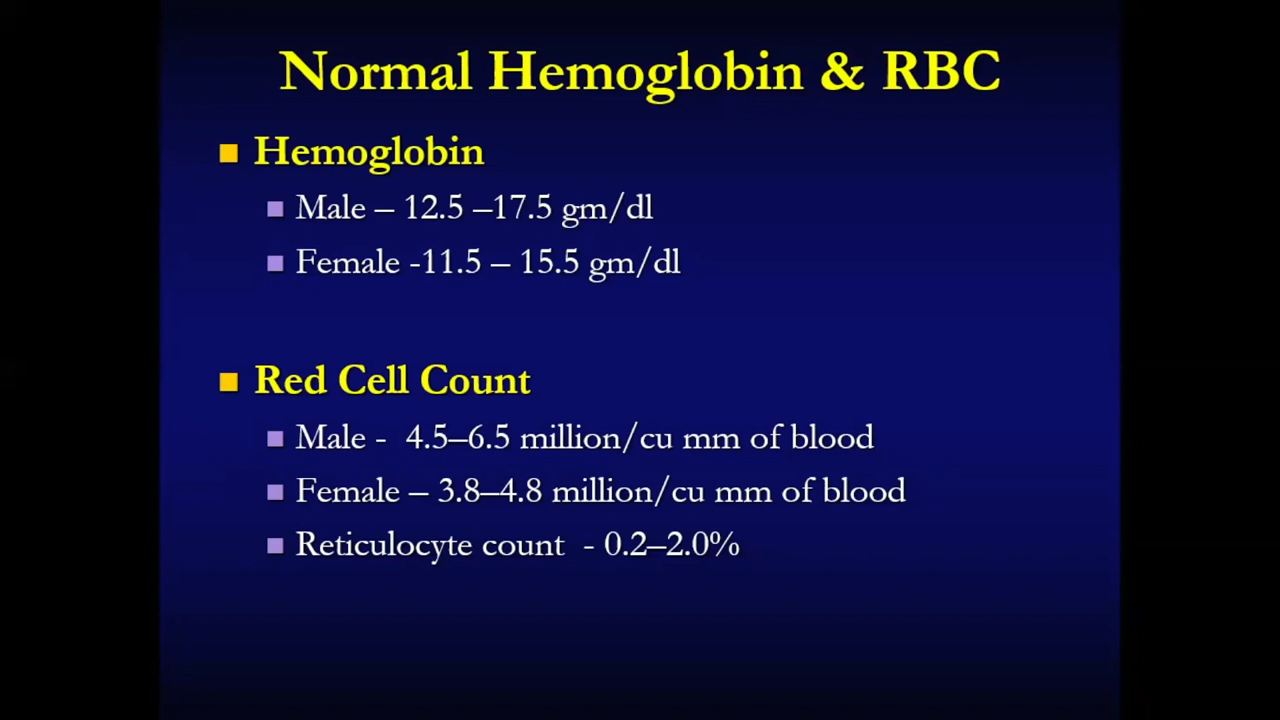 Normal Hemoglobin & RBC
Hemoglobin
Male – 12.5 –17.5 gm/dl
Female -11.5 – 15.5 gm/dl
Red Cell Count
Male -  4.5–6.5 million/cu mm of blood
Female – 3.8–4.8 million/cu mm of blood
Reticulocyte count  - 0.2–2.0%